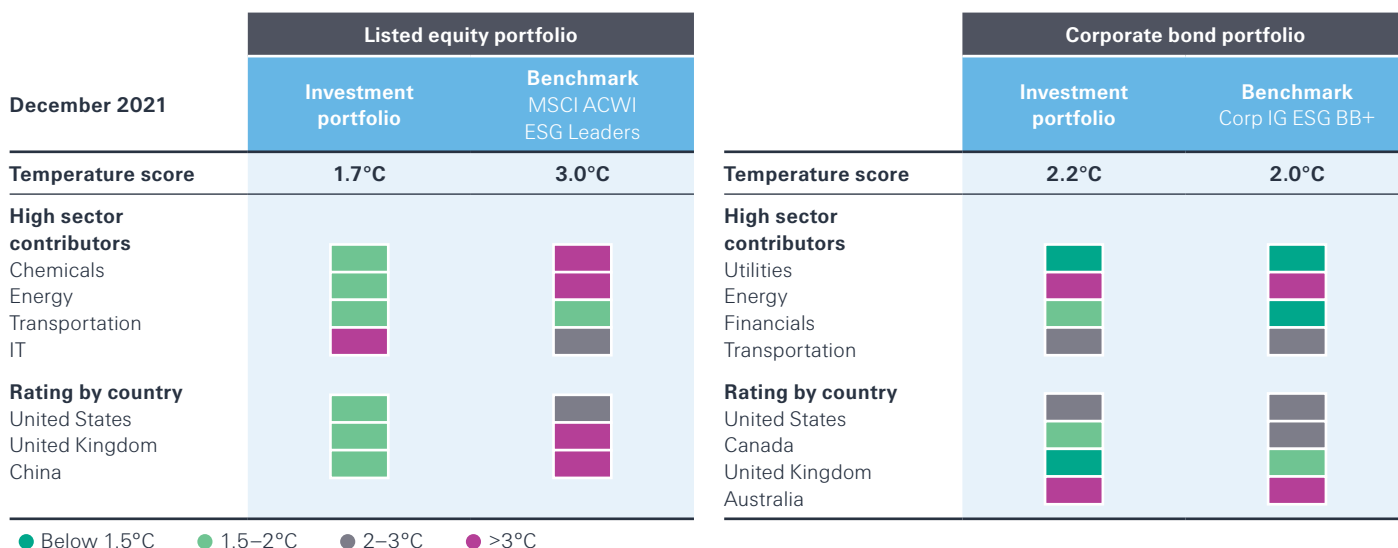 Listed equity portfolio
December 2021
Investment
portfolio
Benchmark
MSCI ACWI
ESG Leaders
Temperature score 1.7°C 3.0°C
High sector
contributors
Chemicals
Energy
Transportation
IT
Rating by country
United States
United Kingdom
China
Corporate bond portfolio
Investment
portfolio
Benchmark
Corp IG ESG BB+
Temperature score 2.2°C 2.0°C
High sector
contributors
Utilities
Energy
Financials
Transportation
Rating by country
United States
Canada
United Kingdom
Australia
Below 1.5°C 1.5–2°C 2–3°C >3°C